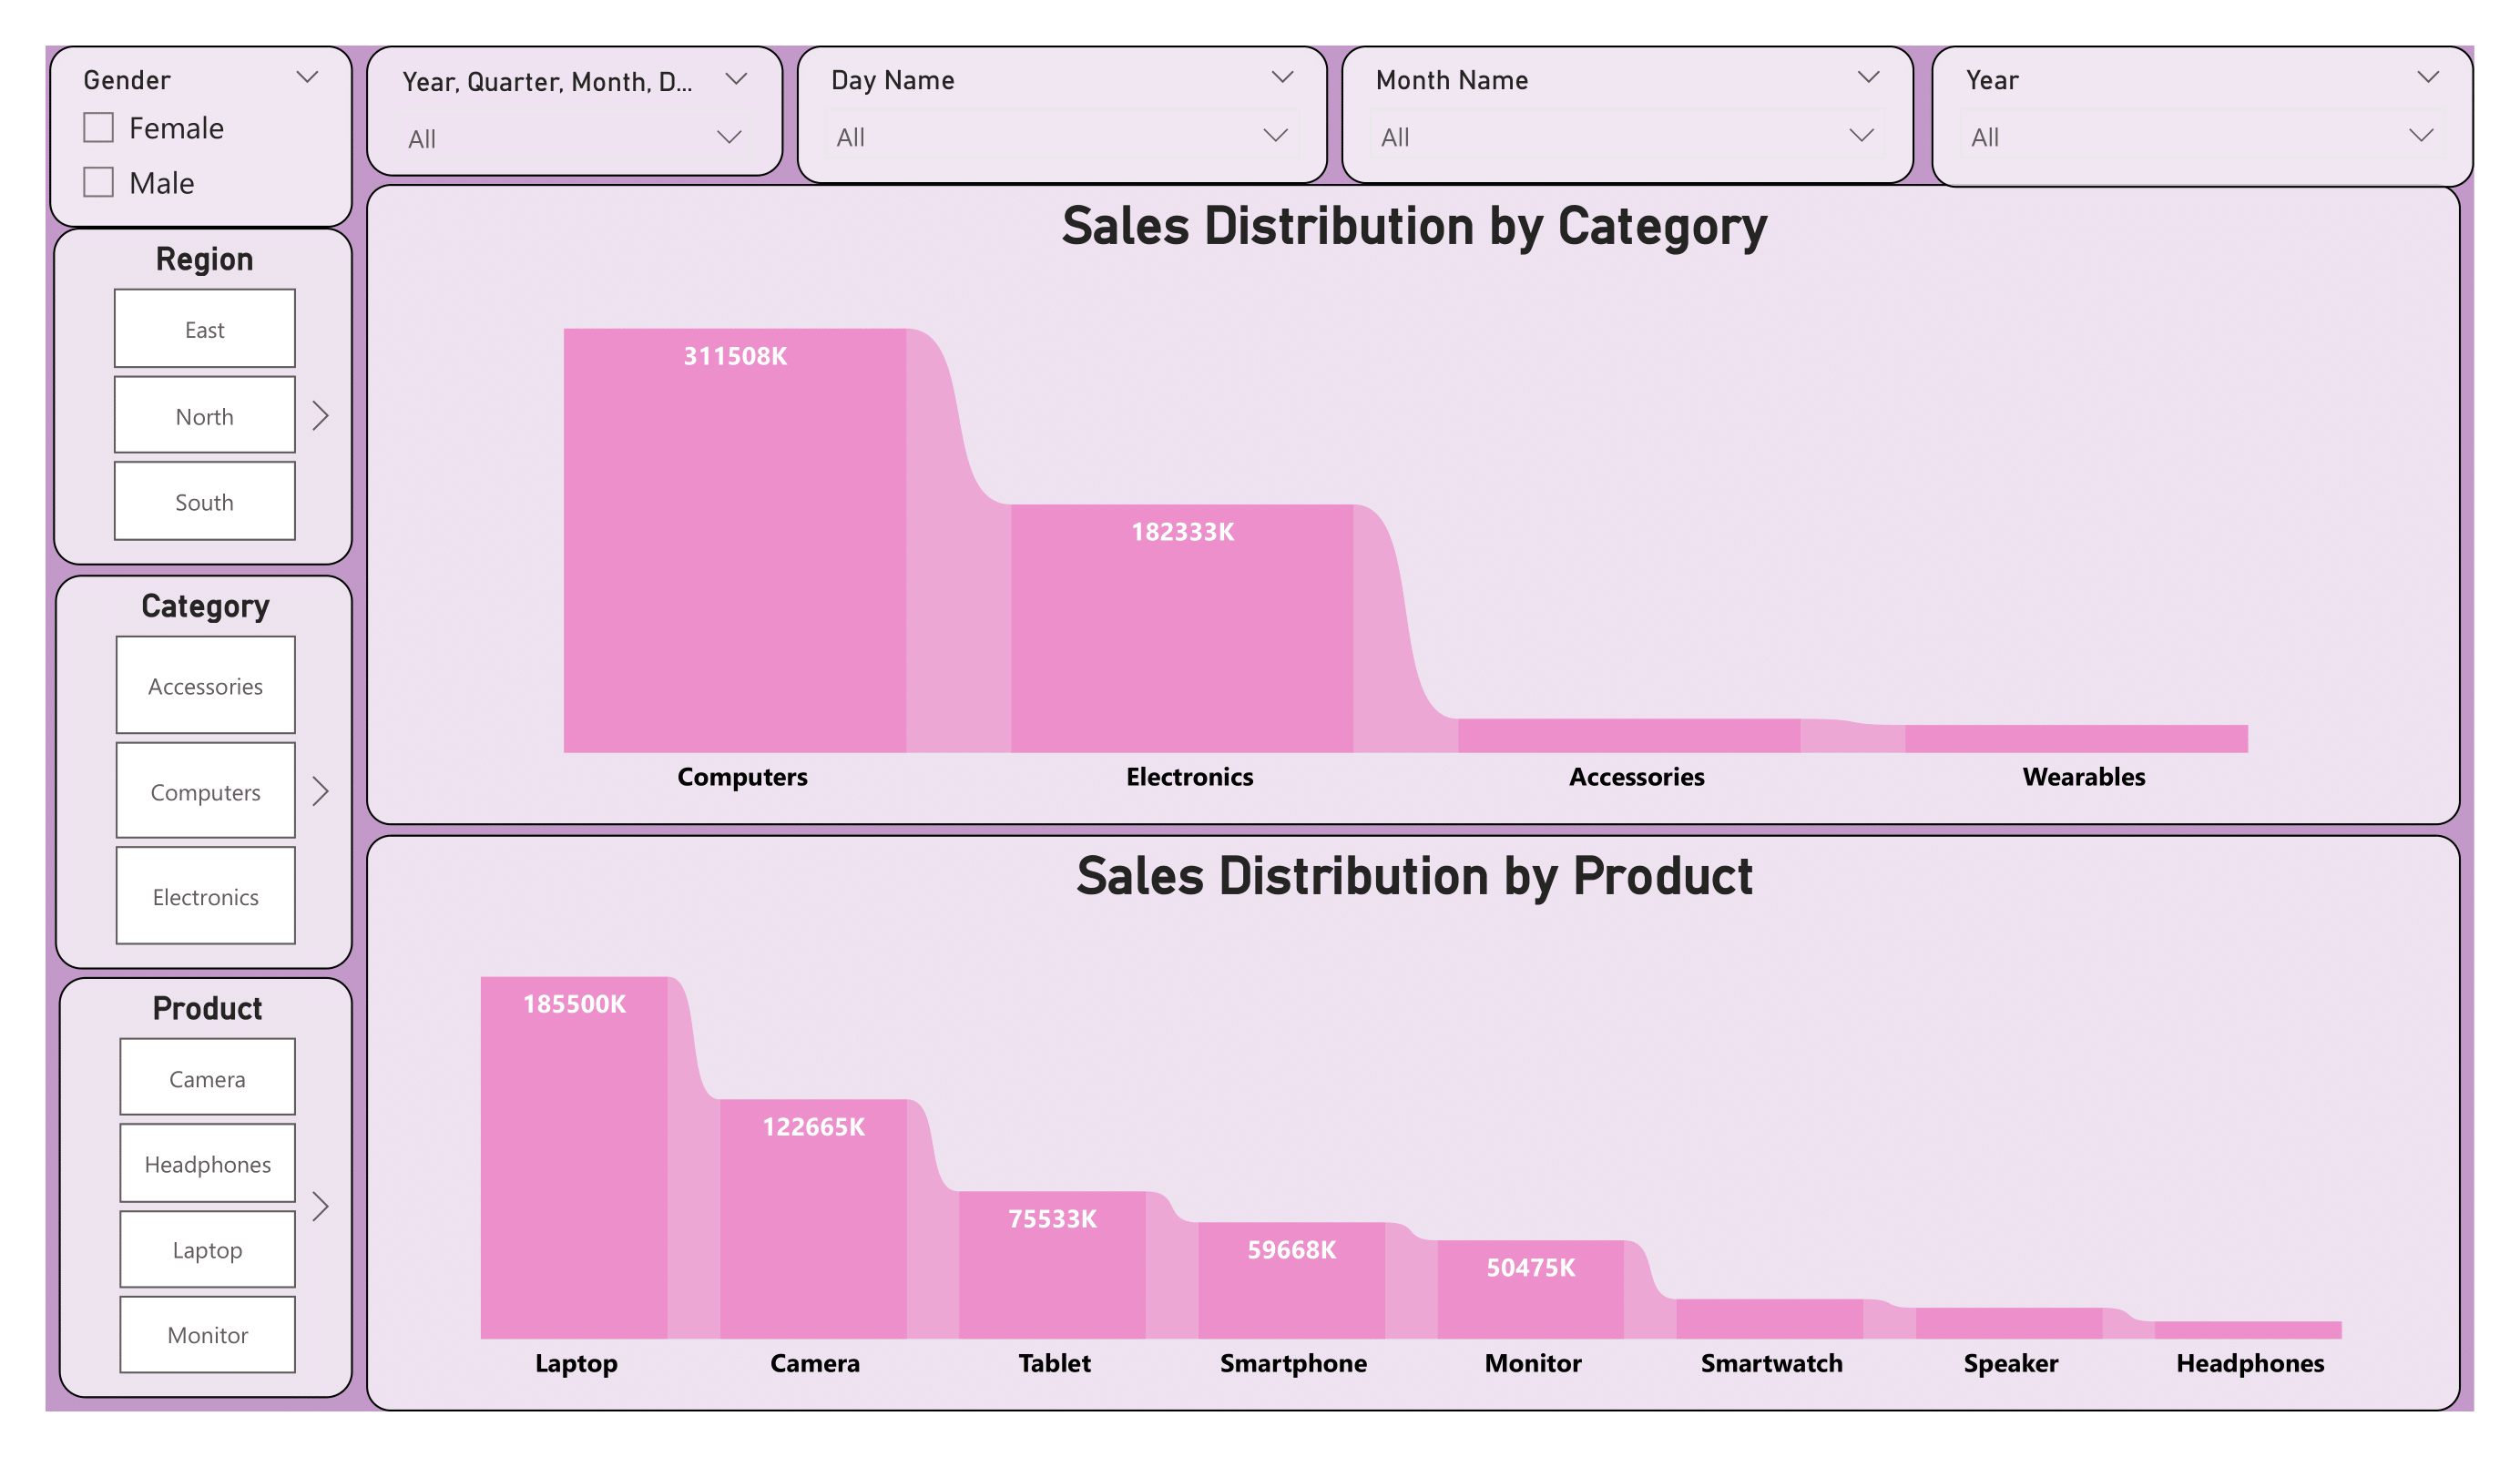 Gender
Female
Male
Year, Quarter, Month, D...
All
Day Name
All
Month Name
All
Year
All
Region
East
North
South
Category
Accessories
Computers
Electronics
Product
Camera
Headphones
Laptop
Monitor
Sales Distribution by Category
311508K
182333K
Computers
Electronics
Accessories
Wearables
Sales Distribution by Product
185500K
122665K
75533K
59668K
50475K
Laptop
Camera
Tablet
Smartphone
Monitor
Smartwatch
Speaker
Headphones